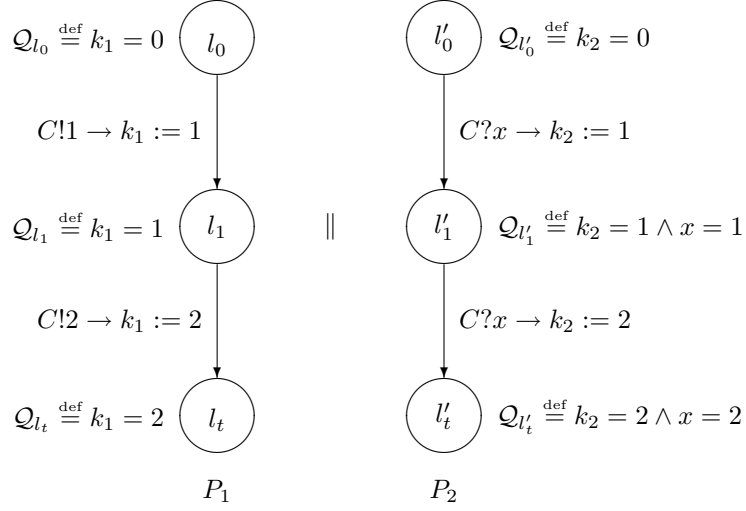 𝒬_{l_0} ≝ k_1 = 0 l_0 l′_0 𝒬_{l′_0} ≝ k_2 = 0
C!1 → k_1 := 1 C?x → k_2 := 1
𝒬_{l_1} ≝ k_1 = 1 l_1 ∥ l′_1 𝒬_{l′_1} ≝ k_2 = 1 ∧ x = 1
C!2 → k_1 := 2 C?x → k_2 := 2
𝒬_{l_t} ≝ k_1 = 2 l_t l′_t 𝒬_{l′_t} ≝ k_2 = 2 ∧ x = 2
P_1 P_2